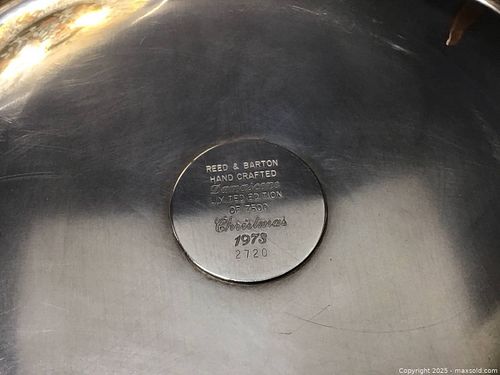 REED & BARTON
HAND CRAFTED
Damascene
LIMITED EDITION
OF 7500
Christmas
1973
2720
Copyright 2025 - maxsold.com